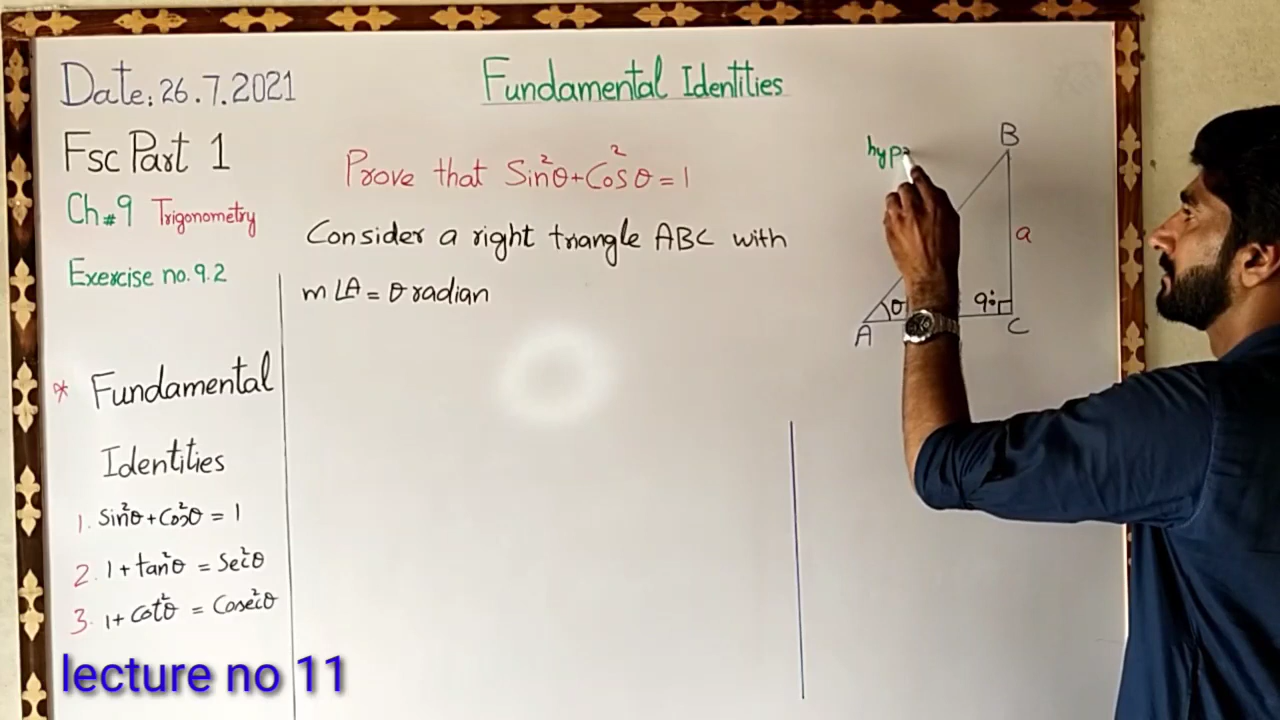 Date: 26.7.2021
Fundamental Identities
Fsc Part 1
Ch#9 Trigonometry
Exercise no.9.2
Prove that Sin²θ+Cos²θ=1
Consider a right triangle ABC with
m∠A=θ radian
* Fundamental
Identities
1. Sin²θ+Cos²θ = 1
2. 1+tan²θ = Sec²θ
3. 1+Cot²θ = Cosec²θ
lecture no 11
B
hyp
a
θ
90°
A
C